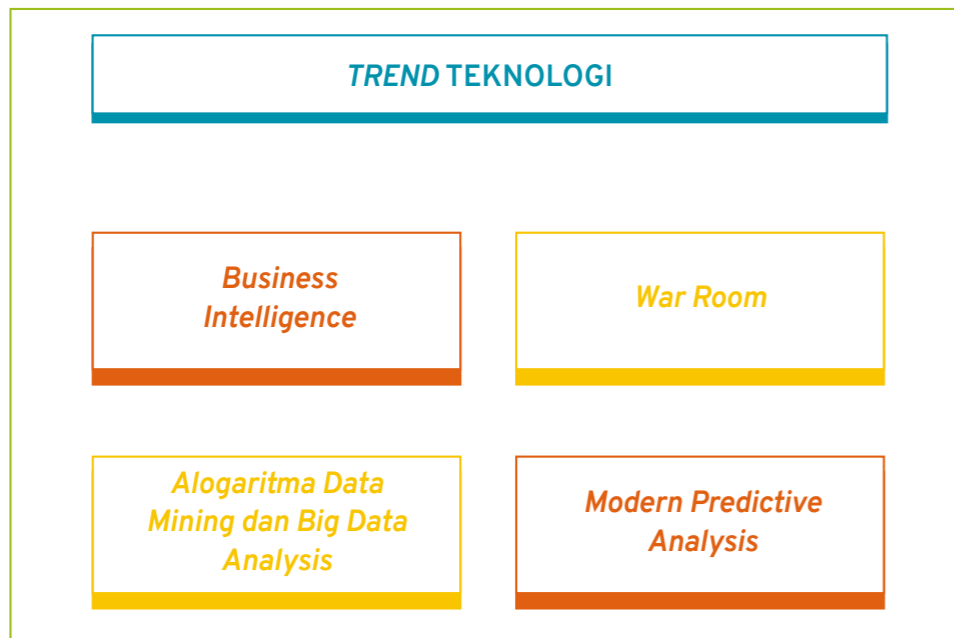 TREND TEKNOLOGI
Business
Intelligence
War Room
Alogaritma Data
Mining dan Big Data
Analysis
Modern Predictive
Analysis